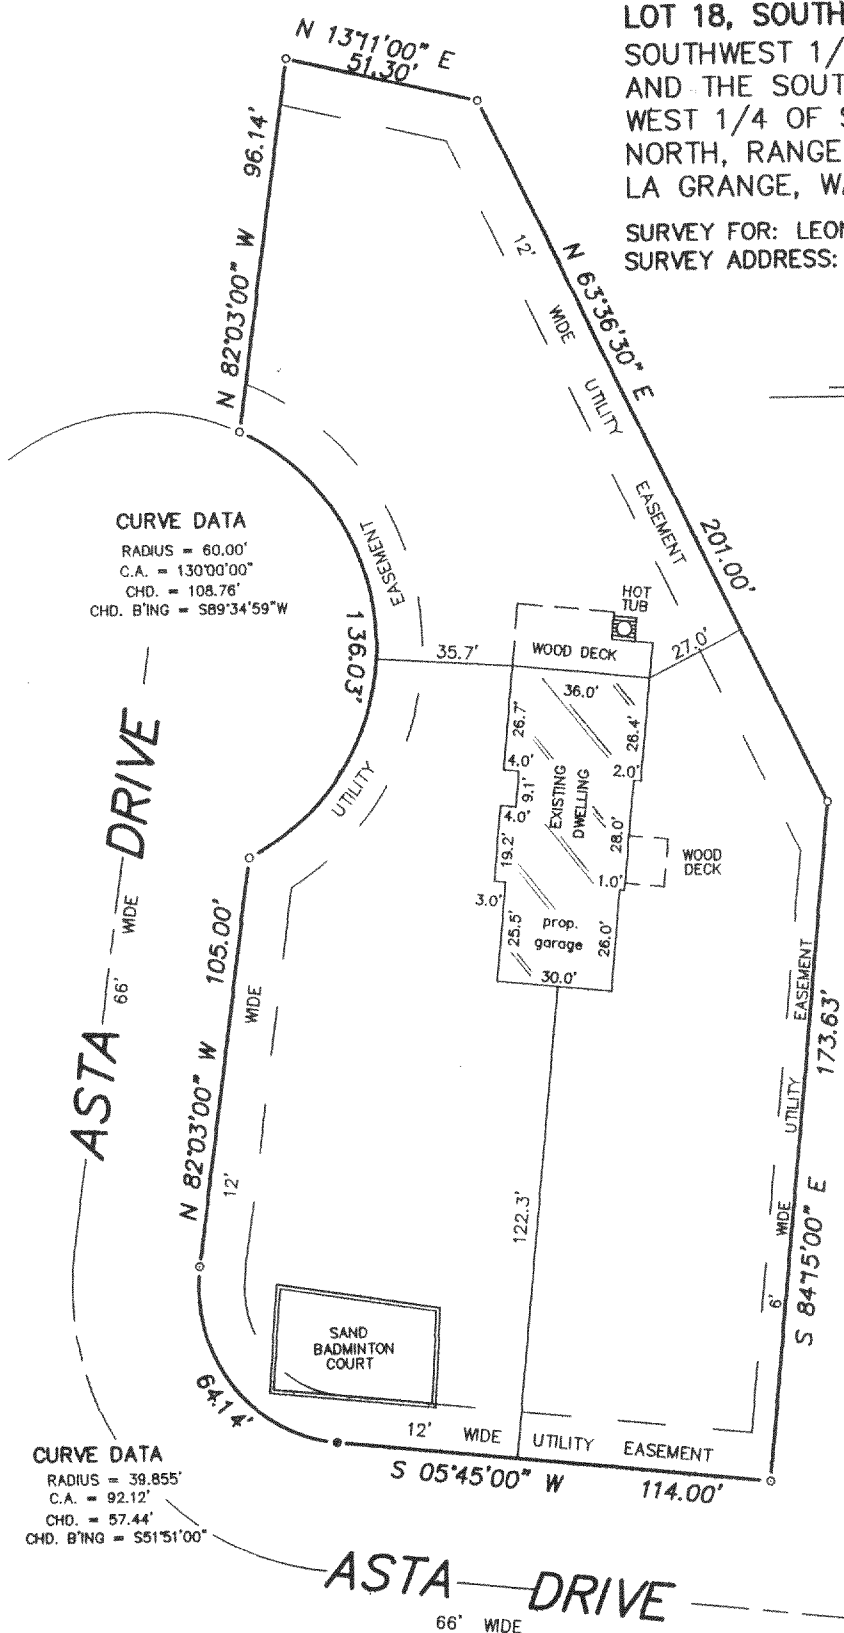 LOT 18, SOUTH
SOUTHWEST 1/
AND THE SOUT
WEST 1/4 OF
NORTH, RANGE
LA GRANGE, WA
SURVEY FOR: LEON
SURVEY ADDRESS:
N 13°11'00" E
51.30'
96.14'
N 82°03'00" W
N 63°36'30" E
201.00'
12'
WIDE
UTILITY
EASEMENT
CURVE DATA
RADIUS = 60.00'
C.A. = 130°00'00"
CHD. = 108.76'
CHD. B'ING = S89°34'59"W
EASEMENT
136.03'
UTILITY
WIDE
12'
HOT
TUB
WOOD DECK
35.7'
27.0'
36.0'
26.7'
26.4'
4.0'
2.0'
9.1'
4.0'
EXISTING
DWELLING
28.0'
19.2'
1.0'
WOOD
DECK
3.0'
25.5'
prop.
garage
26.0'
30.0'
ASTA DRIVE
66' WIDE
105.00'
N 82°03'00" W
122.3'
EASEMENT
UTILITY
WIDE
6'
173.63'
S 84°15'00" E
SAND
BADMINTON
COURT
64.14'
12' WIDE UTILITY EASEMENT
S 05°45'00" W
114.00'
CURVE DATA
RADIUS = 39.855'
C.A. = 92.12'
CHD. = 57.44'
CHD. B'ING = S51°51'00"
ASTA DRIVE
66' WIDE